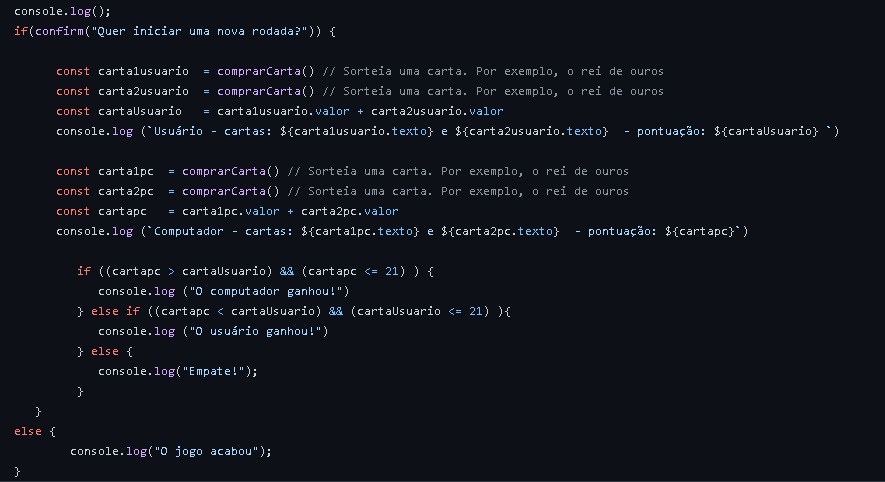 console.log();
if(confirm("Quer iniciar uma nova rodada?")) {
const carta1usuario = comprarCarta() // Sorteia uma carta. Por exemplo, o rei de ouros
const carta2usuario = comprarCarta() // Sorteia uma carta. Por exemplo, o rei de ouros
const cartaUsuario = carta1usuario.valor + carta2usuario.valor
console.log (`Usuário - cartas: ${carta1usuario.texto} e ${carta2usuario.texto} - pontuação: ${cartaUsuario} `)
const carta1pc = comprarCarta() // Sorteia uma carta. Por exemplo, o rei de ouros
const carta2pc = comprarCarta() // Sorteia uma carta. Por exemplo, o rei de ouros
const cartapc = carta1pc.valor + carta2pc.valor
console.log (`Computador - cartas: ${carta1pc.texto} e ${carta2pc.texto} - pontuação: ${cartapc}`)
if ((cartapc > cartaUsuario) && (cartapc <= 21) ) {
console.log ("O computador ganhou!")
} else if ((cartapc < cartaUsuario) && (cartaUsuario <= 21) ){
console.log ("O usuário ganhou!")
} else {
console.log("Empate!");
}
}
else {
console.log("O jogo acabou");
}